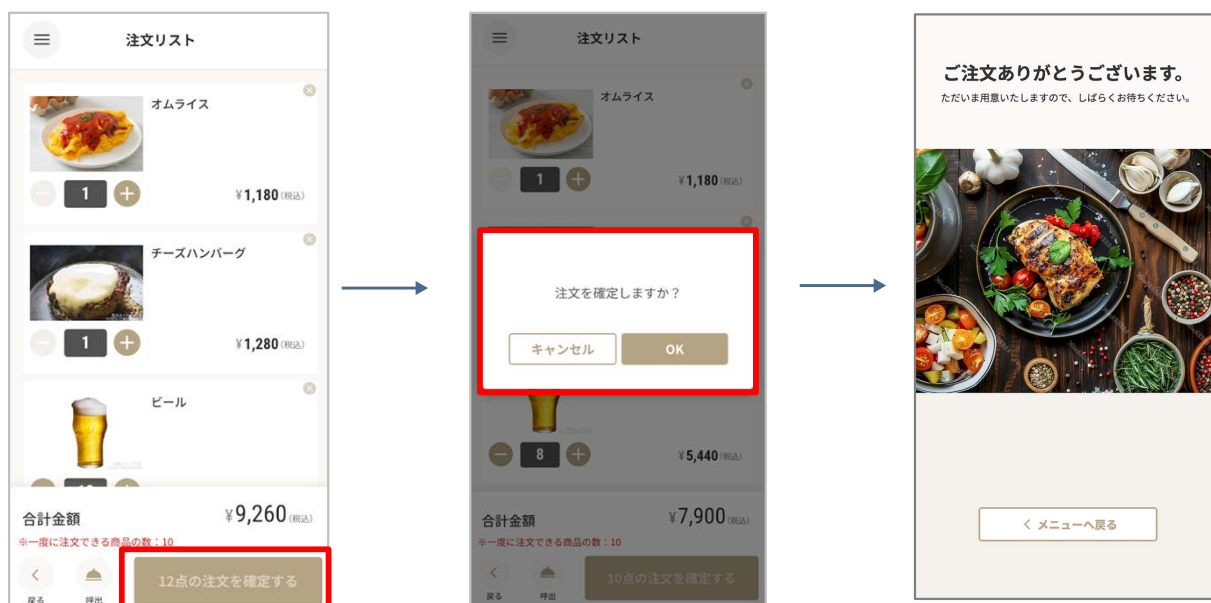 注文リスト
オムライス
1
¥1,180(税込)
チーズハンバーグ
1
¥1,280(税込)
ビール
合計金額
¥9,260(税込)
※一度に注文できる商品の数：10
戻る
呼出
12点の注文を確定する
注文リスト
オムライス
1
¥1,180(税込)
注文を確定しますか？
キャンセル
OK
8
¥5,440(税込)
合計金額
¥7,900(税込)
※一度に注文できる商品の数：10
戻る
呼出
10点の注文を確定する
ご注文ありがとうございます。
ただいま用意いたしますので、しばらくお待ちください。
く メニューへ戻る